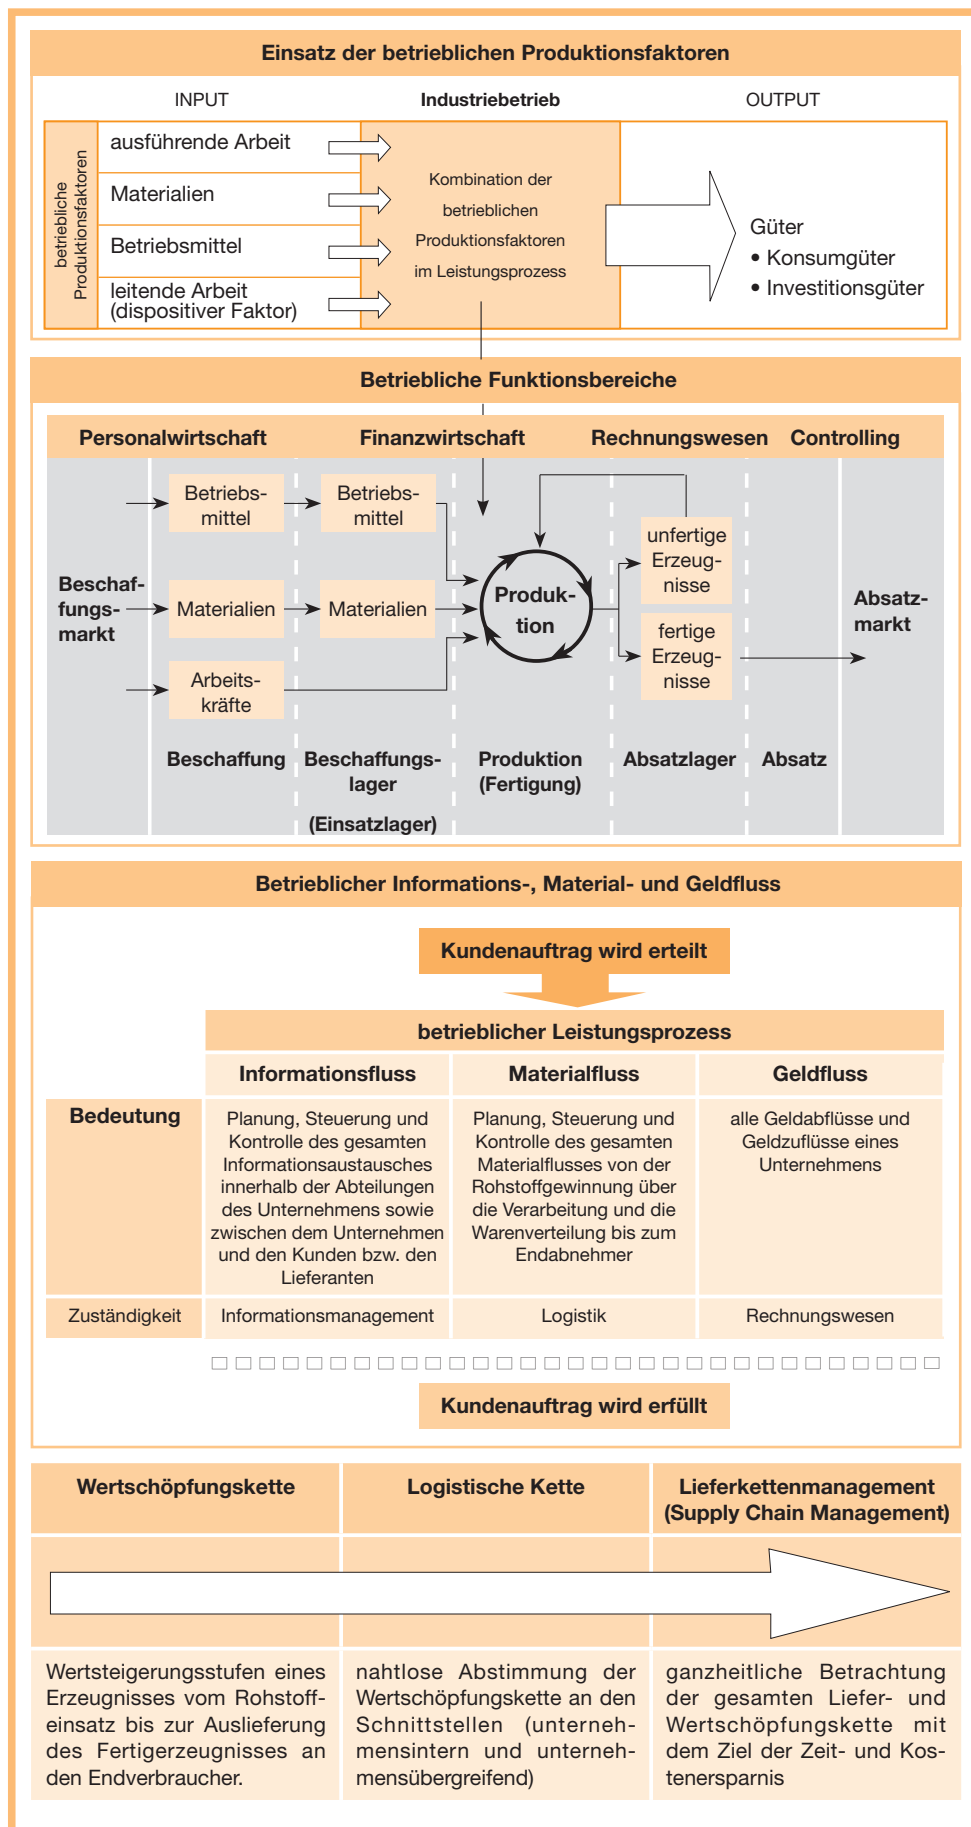 Einsatz der betrieblichen Produktionsfaktoren
INPUT
Industriebetrieb
OUTPUT
betriebliche
Produktionsfaktoren
ausführende Arbeit
Materialien
Betriebsmittel
leitende Arbeit
(dispositiver Faktor)
Kombination der
betrieblichen
Produktionsfaktoren
im Leistungsprozess
Güter
• Konsumgüter
• Investitionsgüter
Betriebliche Funktionsbereiche
Personalwirtschaft
Finanzwirtschaft
Rechnungswesen
Controlling
Beschaf-
fungs-
markt
Betriebs-
mittel
Materialien
Arbeits-
kräfte
Betriebs-
mittel
Materialien
Produk-
tion
unfertige
Erzeug-
nisse
fertige
Erzeug-
nisse
Absatz-
markt
Beschaffung
Beschaffungs-
lager
(Einsatzlager)
Produktion
(Fertigung)
Absatzlager
Absatz
Betrieblicher Informations-, Material- und Geldfluss
Kundenauftrag wird erteilt
betrieblicher Leistungsprozess
Informationsfluss
Materialfluss
Geldfluss
Bedeutung
Planung, Steuerung und
Kontrolle des gesamten
Informationsaustausches
innerhalb der Abteilungen
des Unternehmens sowie
zwischen dem Unternehmen
und den Kunden bzw. den
Lieferanten
Planung, Steuerung und
Kontrolle des gesamten
Materialflusses von der
Rohstoffgewinnung über
die Verarbeitung und die
Warenverteilung bis zum
Endabnehmer
alle Geldabflüsse und
Geldzuflüsse eines
Unternehmens
Zuständigkeit
Informationsmanagement
Logistik
Rechnungswesen
Kundenauftrag wird erfüllt
Wertschöpfungskette
Logistische Kette
Lieferkettenmanagement
(Supply Chain Management)
Wertsteigerungsstufen eines
Erzeugnisses vom Rohstoff-
einsatz bis zur Auslieferung
des Fertigerzeugnisses an
den Endverbraucher.
nahtlose Abstimmung der
Wertschöpfungskette an den
Schnittstellen (unterneh-
mensintern und unterneh-
mensübergreifend)
ganzheitliche Betrachtung
der gesamten Liefer- und
Wertschöpfungskette mit
dem Ziel der Zeit- und Kos-
tenersparnis